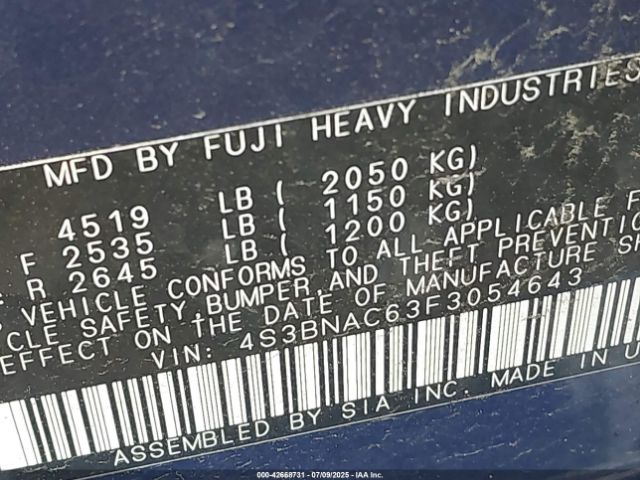 MFD BY FUJI HEAVY INDUSTRIES
4519 LB ( 2050 KG)
F 2535 LB ( 1150 KG)
R 2645 LB ( 1200 KG)
VEHICLE CONFORMS TO ALL APPLICABLE F
CLE SAFETY,BUMPER,AND THEFT PREVENTIO
EFFECT ON THE DATE OF MANUFACTURE SH
VIN: 4S3BNAC63F3054643
ASSEMBLED BY SIA INC. MADE IN U
000-42668731 - 07/09/2025 - IAA Inc.